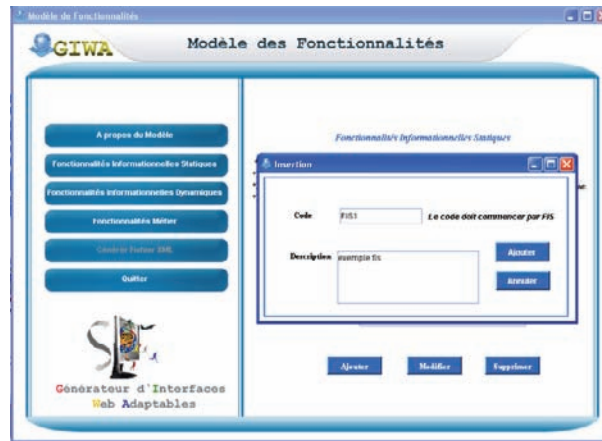 Modèle de Fonctionnalités
GIWA
Modèle des Fonctionnalités
A propos du Modèle
Fonctionnalités Informationnelles Statiques
Fonctionnalités Informationnelles Dynamiques
Fonctionnalités Métier
Générer Fichier XML
Quitter
Générateur d'Interfaces
Web Adaptables
Fonctionnalités Informationnelles Statiques
Insertion
Code
FIS1
Le code doit commencer par FIS
Description
exemple fis
Ajouter
Annuler
Ajouter
Modifier
Supprimer